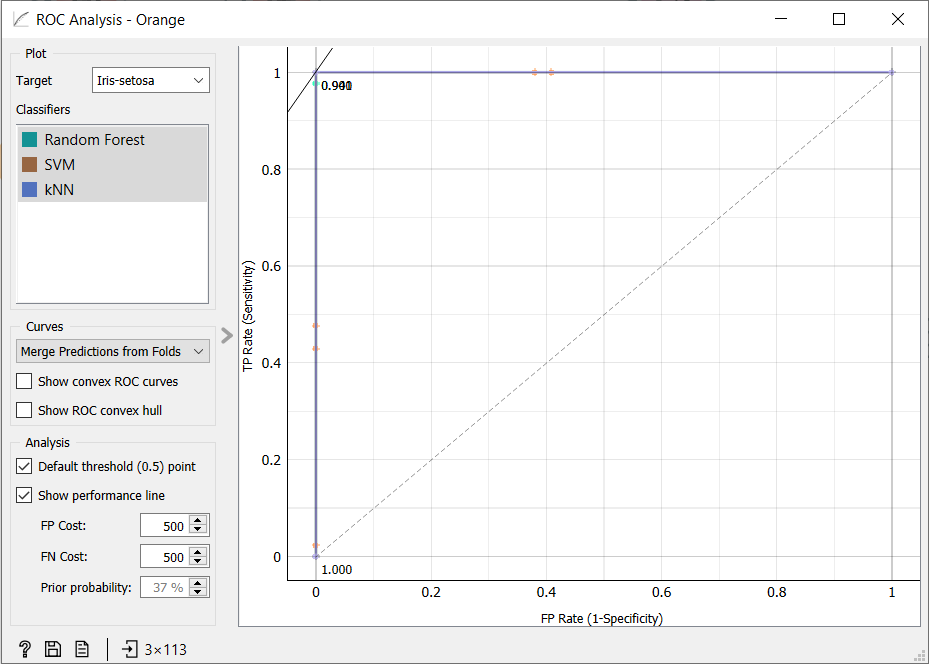 ROC Analysis - Orange
Plot
Target
Iris-setosa
Classifiers
Random Forest
SVM
kNN
Curves
Merge Predictions from Folds
Show convex ROC curves
Show ROC convex hull
Analysis
Default threshold (0.5) point
Show performance line
FP Cost:
500
FN Cost:
500
Prior probability:
37 %
3×113
TP Rate (Sensitivity)
1
0.8
0.6
0.4
0.2
0
1.000
0
0.2
0.4
0.6
0.8
1
FP Rate (1-Specificity)